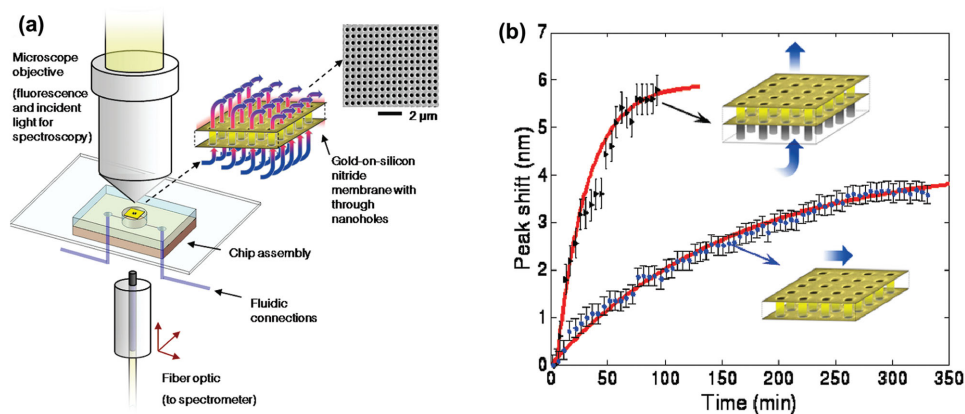 (a)
Microscope
objective
(fluorescence
and incident
light for
spectroscopy)
2 μm
Gold-on-silicon
nitride
membrane with
through
nanoholes
Chip assembly
Fluidic
connections
Fiber optic
(to spectrometer)
(b)
Peak shift (nm)
7
6
5
4
3
2
1
0
0 50 100 150 200 250 300 350
Time (min)